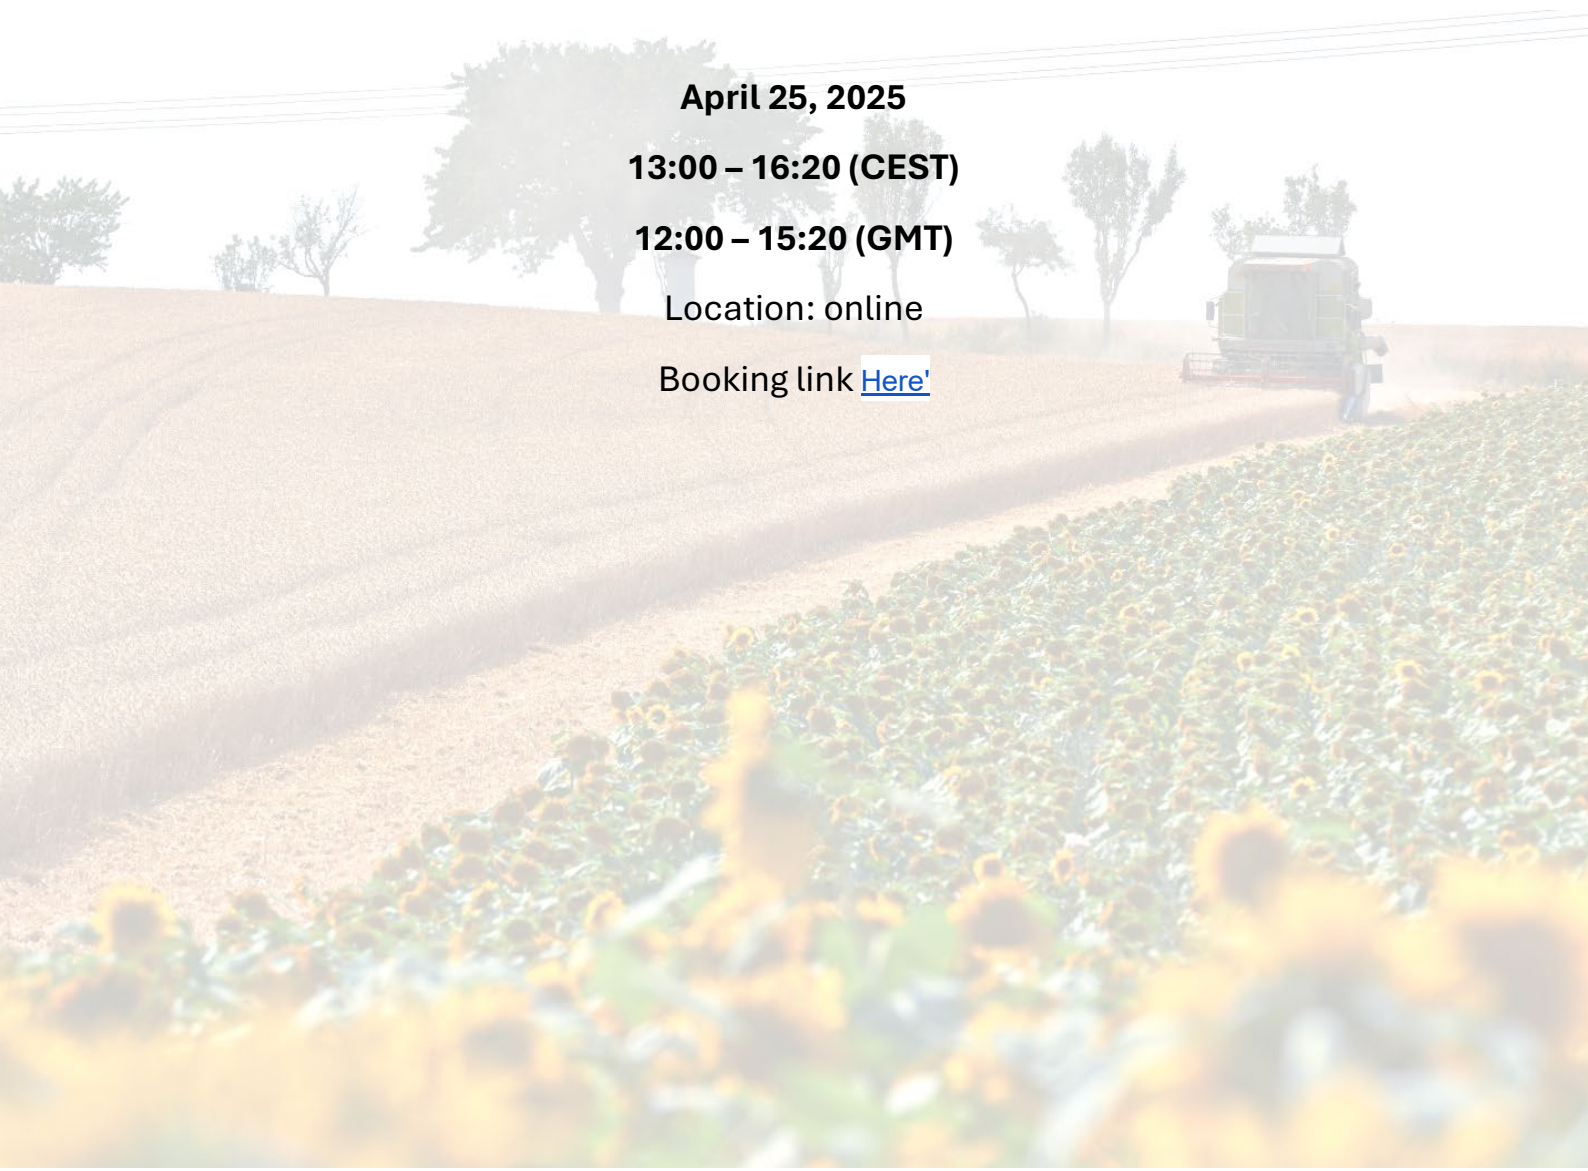 April 25, 2025
13:00 – 16:20 (CEST)
12:00 – 15:20 (GMT)
Location: online
Booking link Here'